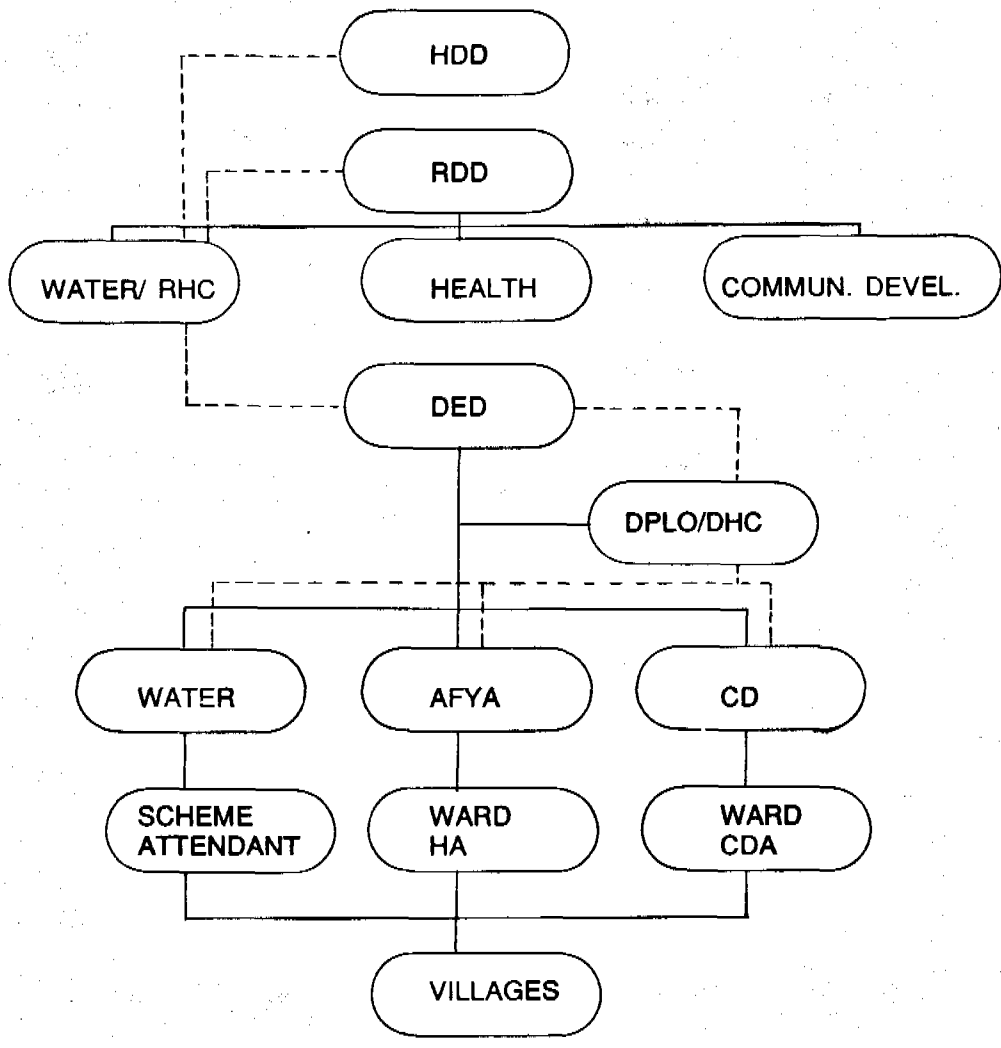 HDD
RDD
WATER/ RHC
HEALTH
COMMUN. DEVEL.
DED
DPLO/DHC
WATER
AFYA
CD
SCHEME
ATTENDANT
WARD
HA
WARD
CDA
VILLAGES